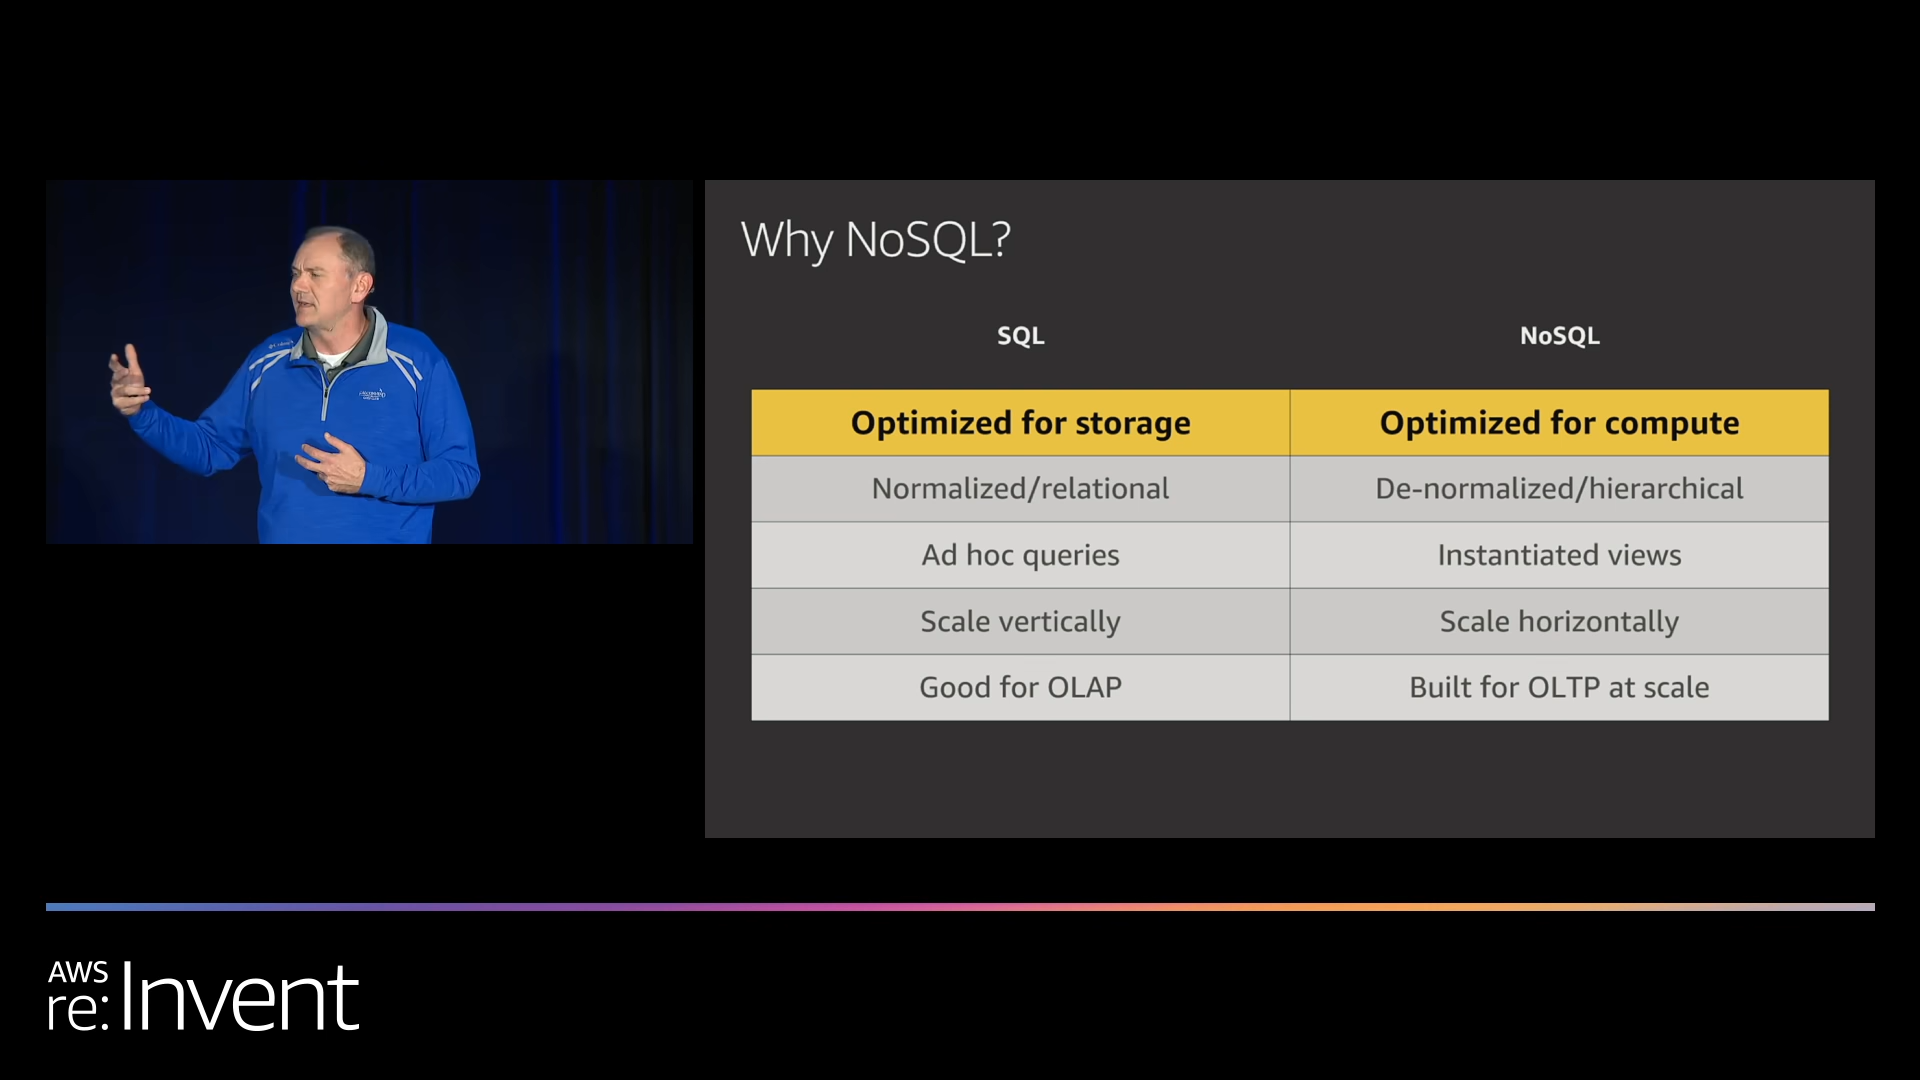 Why NoSQL?
SQL NoSQL
Optimized for storage Optimized for compute
Normalized/relational De-normalized/hierarchical
Ad hoc queries Instantiated views
Scale vertically Scale horizontally
Good for OLAP Built for OLTP at scale
AWS
re:Invent